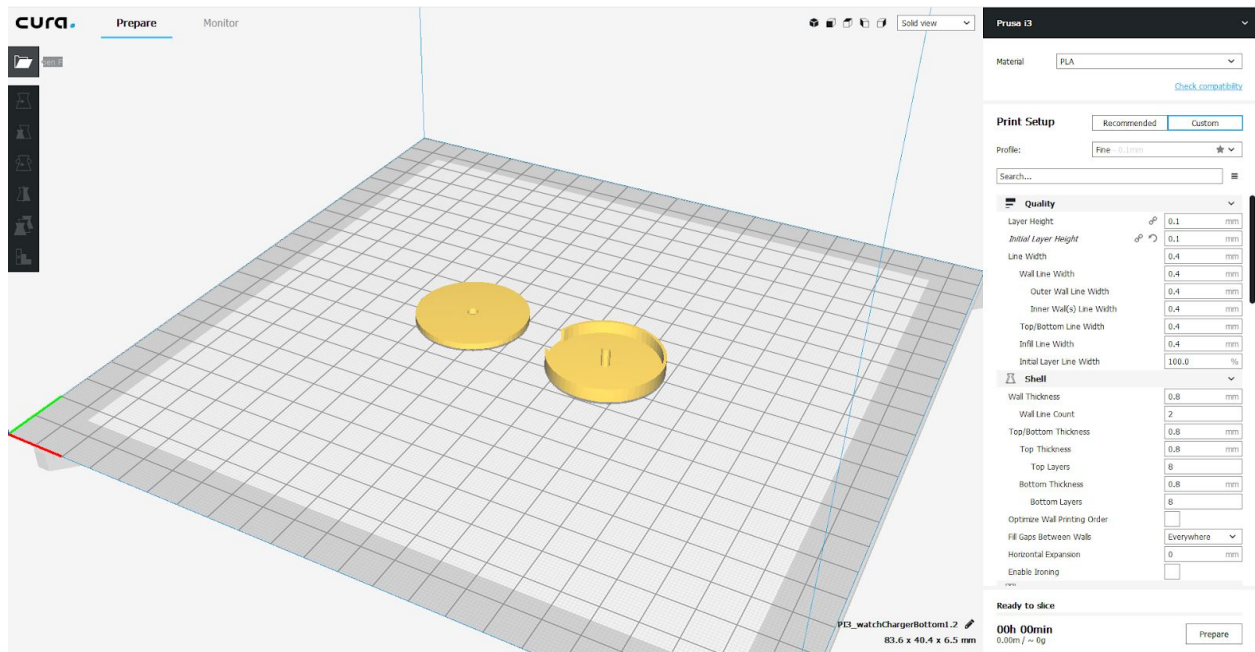 cura.
Prepare
Monitor
Solid view
Prusa i3
Material
PLA
Check compatibility
Print Setup
Recommended
Custom
Profile:
Fine - 0.1mm
Search...
Quality
Layer Height 0.1 mm
Initial Layer Height 0.1 mm
Line Width 0.4 mm
Wall Line Width 0.4 mm
Outer Wall Line Width 0.4 mm
Inner Wall(s) Line Width 0.4 mm
Top/Bottom Line Width 0.4 mm
Infill Line Width 0.4 mm
Initial Layer Line Width 100.0 %
Shell
Wall Thickness 0.8 mm
Wall Line Count 2
Top/Bottom Thickness 0.8 mm
Top Thickness 0.8 mm
Top Layers 8
Bottom Thickness 0.8 mm
Bottom Layers 8
Optimize Wall Printing Order
Fill Gaps Between Walls Everywhere
Horizontal Expansion 0 mm
Enable Ironing
PI3_watchChargerBottom1.2
83.6 x 40.4 x 6.5 mm
Ready to slice
00h 00min
0.00m / ~ 0g
Prepare